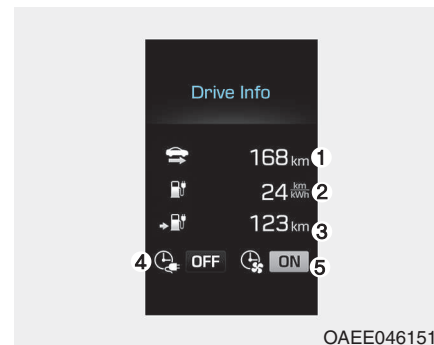 Drive Info
168 km 1
24 km/kWh 2
123 km 3
4 OFF ON 5
OAEE046151